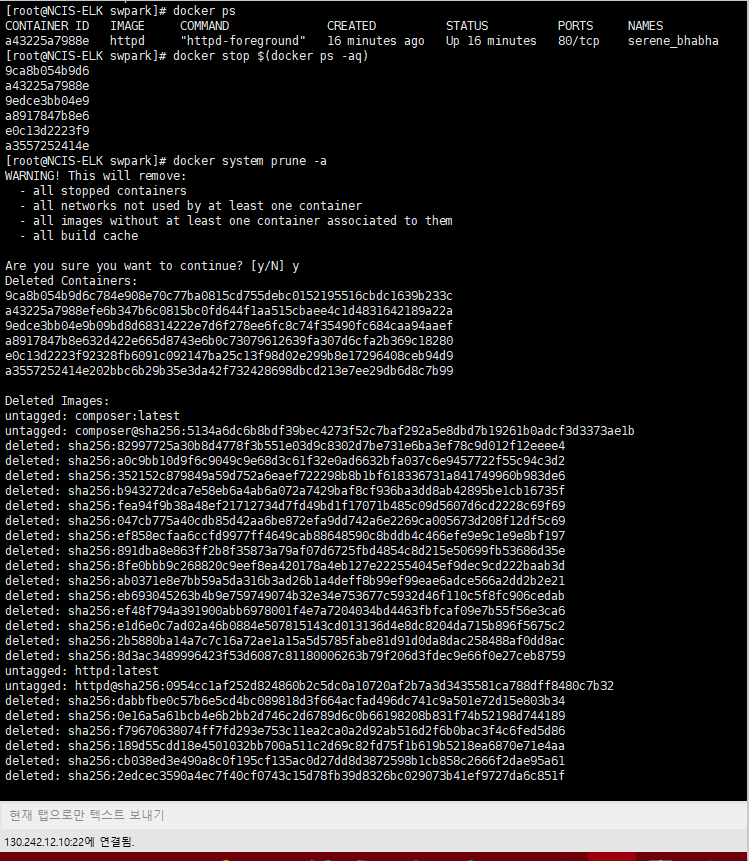 [root@NCIS-ELK swpark]# docker ps
CONTAINER ID   IMAGE     COMMAND              CREATED          STATUS          PORTS     NAMES
a43225a7988e   httpd     "httpd-foreground"   16 minutes ago   Up 16 minutes   80/tcp    serene_bhabha
[root@NCIS-ELK swpark]# docker stop $(docker ps -aq)
9ca8b054b9d6
a43225a7988e
9edce3bb04e9
a8917847b8e6
e0c13d2223f9
a3557252414e
[root@NCIS-ELK swpark]# docker system prune -a
WARNING! This will remove:
  - all stopped containers
  - all networks not used by at least one container
  - all images without at least one container associated to them
  - all build cache
Are you sure you want to continue? [y/N] y
Deleted Containers:
9ca8b054b9d6c784e908e70c77ba0815cd755debc0152195516cbdc1639b233c
a43225a7988efe6b347b6c0815bc0fd644f1aa515cbaee4c1d4831642189a22a
9edce3bb04e9b09bd8d68314222e7d6f278ee6fc8c74f35490fc684caa94aaef
a8917847b8e632d422e665d8743e6b0c73079612639fa307d6cfa2b369c18280
e0c13d2223f92328fb6091c092147ba25c13f98d02e299b8e17296408ceb94d9
a3557252414e202bbc6b29b35e3da42f732428698dbcd213e7ee29db6d8c7b99
Deleted Images:
untagged: composer:latest
untagged: composer@sha256:5134a6dc6b8bdf39bec4273f52c7baf292a5e8dbd7b19261b0adcf3d3373ae1b
deleted: sha256:82997725a30b8d4778f3b551e03d9c8302d7be731e6ba3ef78c9d012f12eeee4
deleted: sha256:a0c9bb10d9f6c9049c9e68d3c61f32e0ad6632bfa037c6e9457722f55c94c3d2
deleted: sha256:352152c879849a59d752a6eaef722298b8b1bf618336731a841749960b983de6
deleted: sha256:b943272dca7e58eb6a4ab6a072a7429baf8cf936ba3dd8ab42895be1cb16735f
deleted: sha256:fea94f9b38a48ef21712734d7fd49bd1f17071b485c09d5607d6cd2228c69f69
deleted: sha256:047cb775a40cdb85d42aa6be872efa9dd742a6e2269ca005673d208f12df5c69
deleted: sha256:ef858ecfaa6ccfd9977ff4649cab88648590c8bddb4c466efe9e9c1e9e8bf197
deleted: sha256:891dba8e863ff2b8f35873a79af07d6725fbd4854c8d215e50699fb53686d35e
deleted: sha256:8fe0bbb9c268820c9eef8ea420178a4eb127e222554045ef9dec9cd222baab3d
deleted: sha256:ab0371e8e7bb59a5da316b3ad26b1a4deff8b99ef99eae6adce566a2dd2b2e21
deleted: sha256:eb693045263b4b9e759749074b32e34e753677c5932d46f110c5f8fc906cedab
deleted: sha256:ef48f794a391900abb6978001f4e7a7204034bd4463fbfcaf09e7b55f56e3ca6
deleted: sha256:e1d6e0c7ad02a46b0884e507815143cd013136d4e8dc8204da715b896f5675c2
deleted: sha256:2b5880ba14a7c7c16a72ae1a15a5d5785fabe81d91d0da8dac258488af0dd8ac
deleted: sha256:8d3ac3489996423f53d6087c81180006263b79f206d3fdec9e66f0e27ceb8759
untagged: httpd:latest
untagged: httpd@sha256:0954cc1af252d824860b2c5dc0a10720af2b7a3d3435581ca788dff8480c7b32
deleted: sha256:dabbfbe0c57b6e5cd4bc089818d3f664acfad496dc741c9a501e72d15e803b34
deleted: sha256:0e16a5a61bcb4e6b2bb2d746c2d6789d6c0b66198208b831f74b52198d744189
deleted: sha256:f79670638074ff7fd293e753c11ea2ca0a2d92ab516d2f6b0bac3f4c6fed5d86
deleted: sha256:189d55cdd18e4501032bb700a511c2d69c82fd75f1b619b5218ea6870e71e4aa
deleted: sha256:cb038ed3e490a8c0f195cf135ac0d27dd8d3872598b1cb858c2666f2dae95a61
deleted: sha256:2edcec3590a4ec7f40cf0743c15d78fb39d8326bc029073b41ef9727da6c851f
현재 탭으로만 텍스트 보내기
130.242.12.10:22에 연결됨.